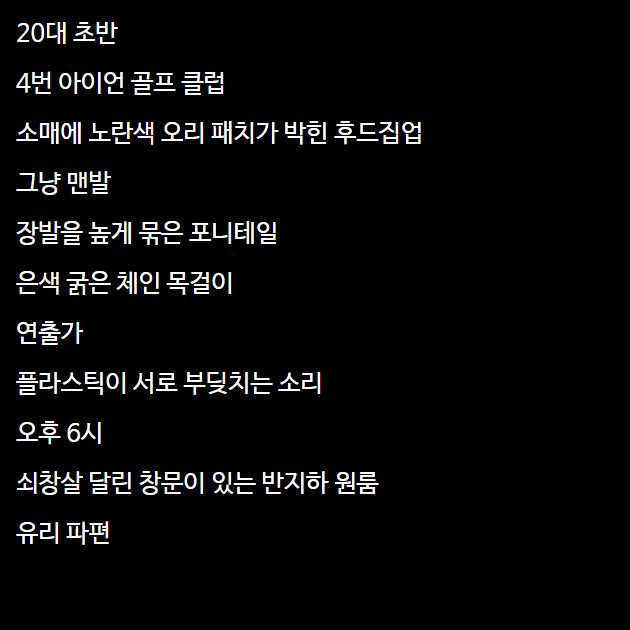 20대 초반
4번 아이언 골프 클럽
소매에 노란색 오리 패치가 박힌 후드집업
그냥 맨발
장발을 높게 묶은 포니테일
은색 굵은 체인 목걸이
연출가
플라스틱이 서로 부딪치는 소리
오후 6시
쇠창살 달린 창문이 있는 반지하 원룸
유리 파편